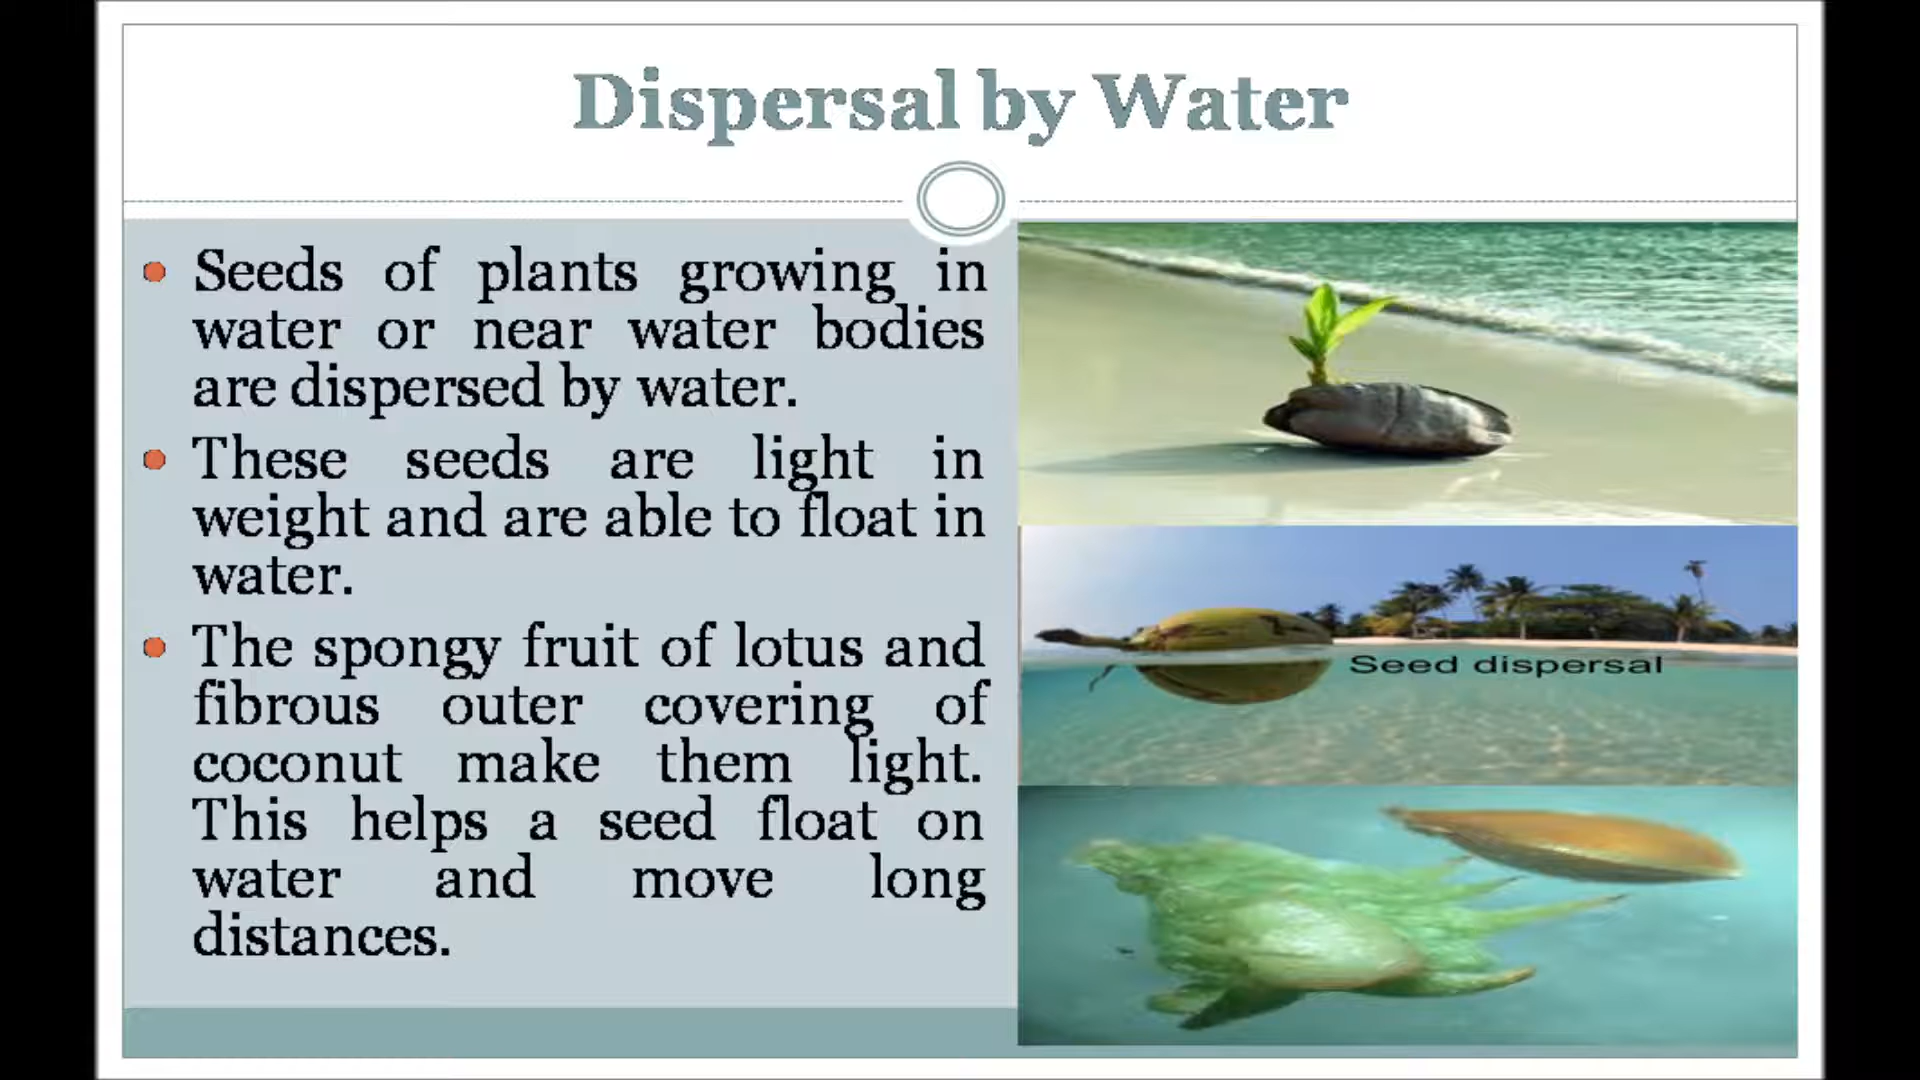 Dispersal by Water
Seeds of plants growing in
water or near water bodies
are dispersed by water.
These seeds are light in
weight and are able to float in
water.
The spongy fruit of lotus and
fibrous outer covering of
coconut make them light.
This helps a seed float on
water and move long
distances.
Seed dispersal